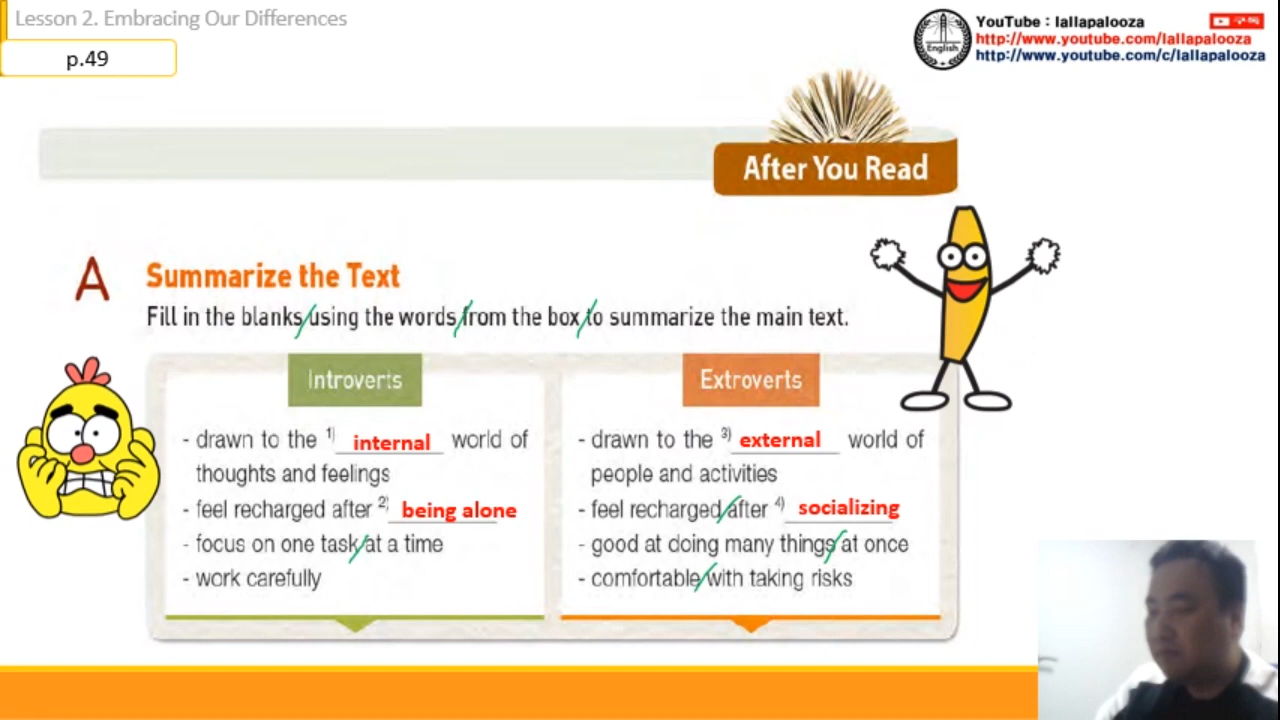 Lesson 2. Embracing Our Differences
p.49
English
YouTube : lallapalooza
http://www.youtube.com/lallapalooza
http://www.youtube.com/c/lallapalooza
After You Read
A Summarize the Text
Fill in the blanks using the words from the box to summarize the main text.
Introverts
- drawn to the 1) internal world of
thoughts and feelings
- feel recharged after 2) being alone
- focus on one task at a time
- work carefully
Extroverts
- drawn to the 3) external world of
people and activities
- feel recharged after 4) socializing
- good at doing many things at once
- comfortable with taking risks